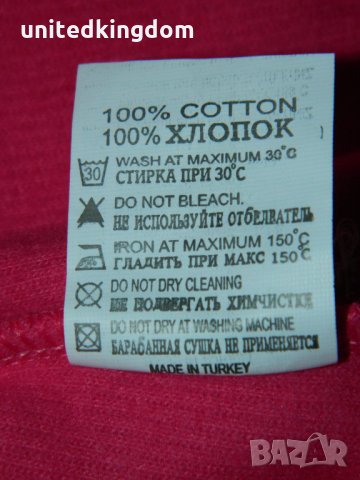 unitedkingdom
100% COTTON
100% ХЛОПОК
30 WASH AT MAXIMUM 30°C
СТИРКА ПРИ 30°C
DO NOT BLEACH.
НЕ ИСПОЛЬЗУЙТЕ ОТБЕЛВАТЕЛЬ
IRON AT MAXIMUM 150°C
ГЛАДИТЬ ПРИ МАКС 150°C
DO NOT DRY CLEANING
НЕ ПОДВЕРГАТЬ ХИМЧИСТКЕ
DO NOT DRY AT WASHING MACHINE
БАРАБАННАЯ СУШКА НЕ ПРИМЕНЯЕТСЯ
MADE IN TURKEY
BAZAR